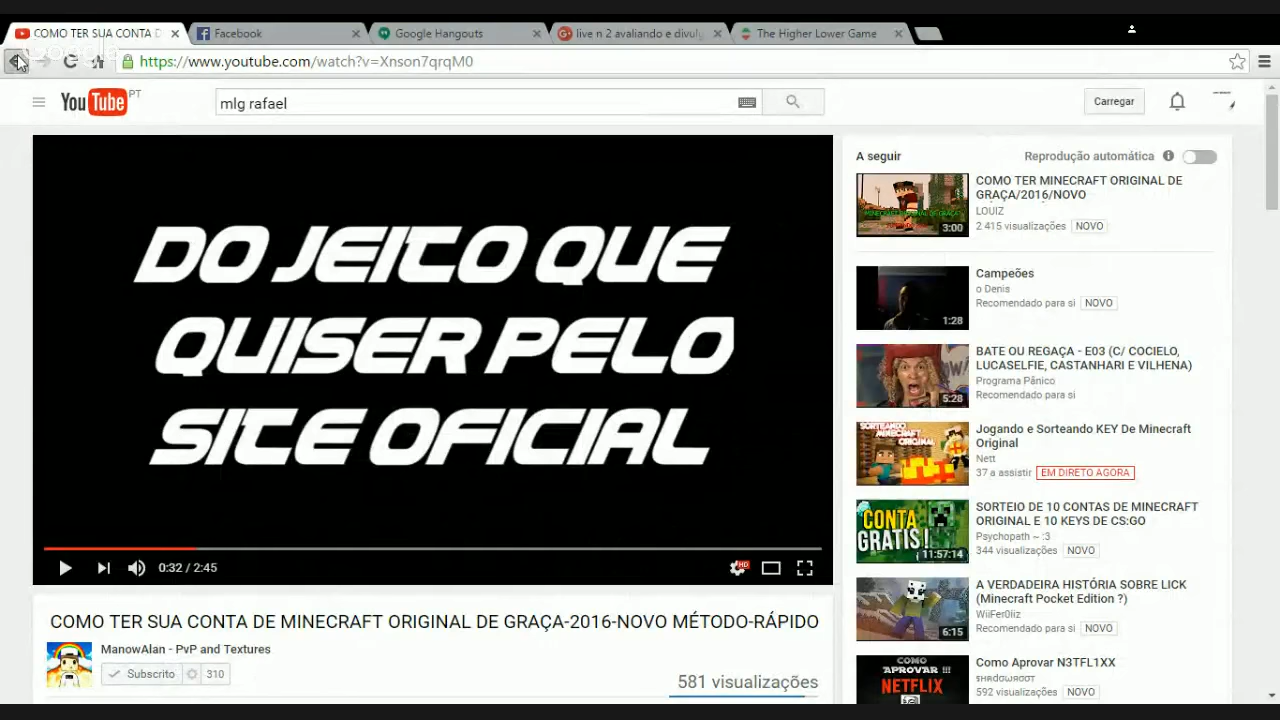 COMO TER SUA CONTA D
Facebook
Google Hangouts
live n 2 avaliando e divulg
The Higher Lower Game
https://www.youtube.com/watch?v=Xnson7qrqM0
YouTube PT
mlg rafael
Carregar
DO JEITO QUE
QUISER PELO
SITE OFICIAL
0:32 / 2:45
HD
COMO TER SUA CONTA DE MINECRAFT ORIGINAL DE GRAÇA-2016-NOVO MÉTODO-RÁPIDO
ManowAlan - PvP and Textures
Subscrito 310
581 visualizações
A seguir
Reprodução automática
COMO TER MINECRAFT ORIGINAL DE
GRAÇA/2016/NOVO
LOUIZ
2 415 visualizações NOVO
3:00
Campeões
o Denis
Recomendado para si NOVO
1:28
BATE OU REGAÇA - E03 (C/ COCIELO,
LUCASELFIE, CASTANHARI E VILHENA)
Programa Pânico
Recomendado para si
5:28
SORTEANDO
MINECRAFT
ORIGINAL
Jogando e Sorteando KEY De Minecraft
Original
Nett
37 a assistir EM DIRETO AGORA
CONTA
GRATIS!
11:57:14
SORTEIO DE 10 CONTAS DE MINECRAFT
ORIGINAL E 10 KEYS DE CS:GO
Psychopath ~ :3
344 visualizações NOVO
A VERDADEIRA HISTÓRIA SOBRE LICK
(Minecraft Pocket Edition ?)
WiiFer0liz
Recomendado para si NOVO
6:15
COMO
APROVAR !!!
NETFLIX
Como Aprovar N3TFL1XX
592 visualizações NOVO